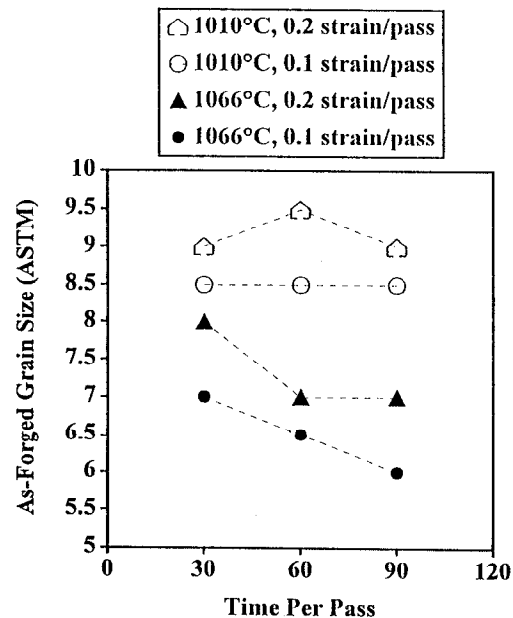 1010°C, 0.2 strain/pass
1010°C, 0.1 strain/pass
1066°C, 0.2 strain/pass
1066°C, 0.1 strain/pass
10
9.5
9
8.5
8
7
6.5
6
5.5
5
0
30
60
90
120
As-Forged Grain Size (ASTM)
Time Per Pass